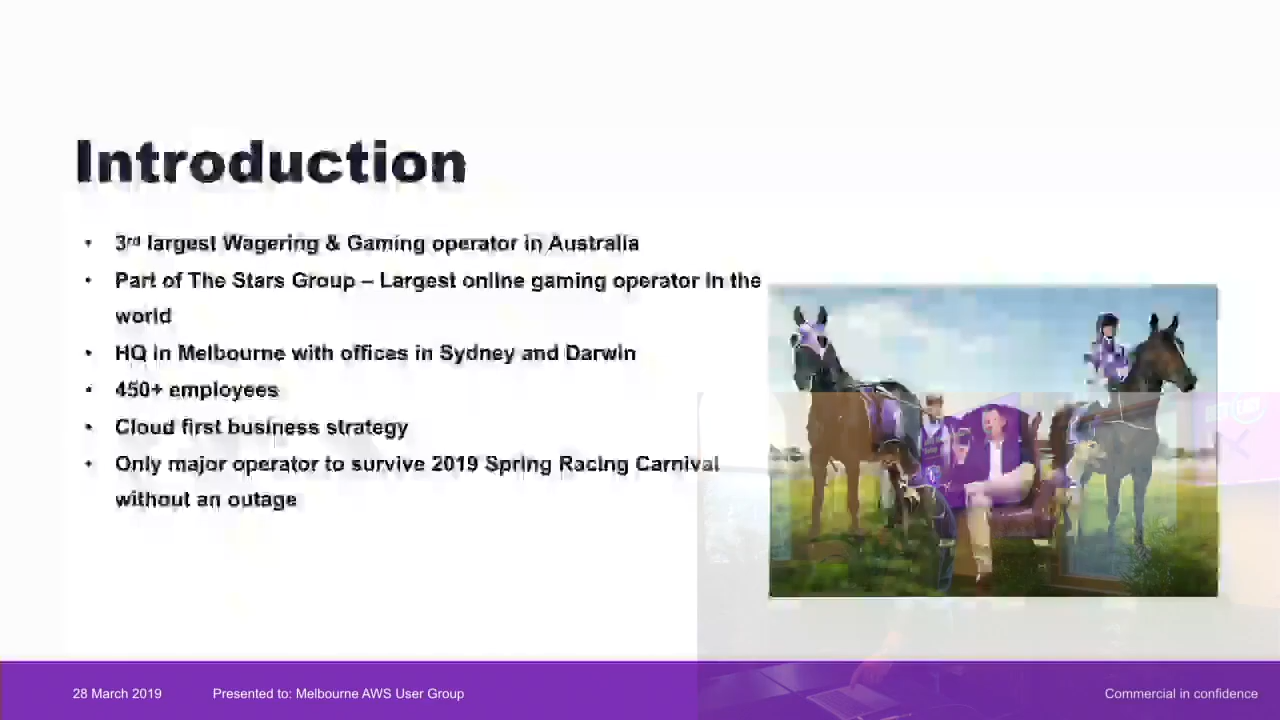 Introduction
• 3rd largest Wagering & Gaming operator in Australia
• Part of The Stars Group – Largest online gaming operator in the
world
• HQ in Melbourne with offices in Sydney and Darwin
• 450+ employees
• Cloud first business strategy
• Only major operator to survive 2019 Spring Racing Carnival
without an outage
28 March 2019
Presented to: Melbourne AWS User Group
Commercial in confidence